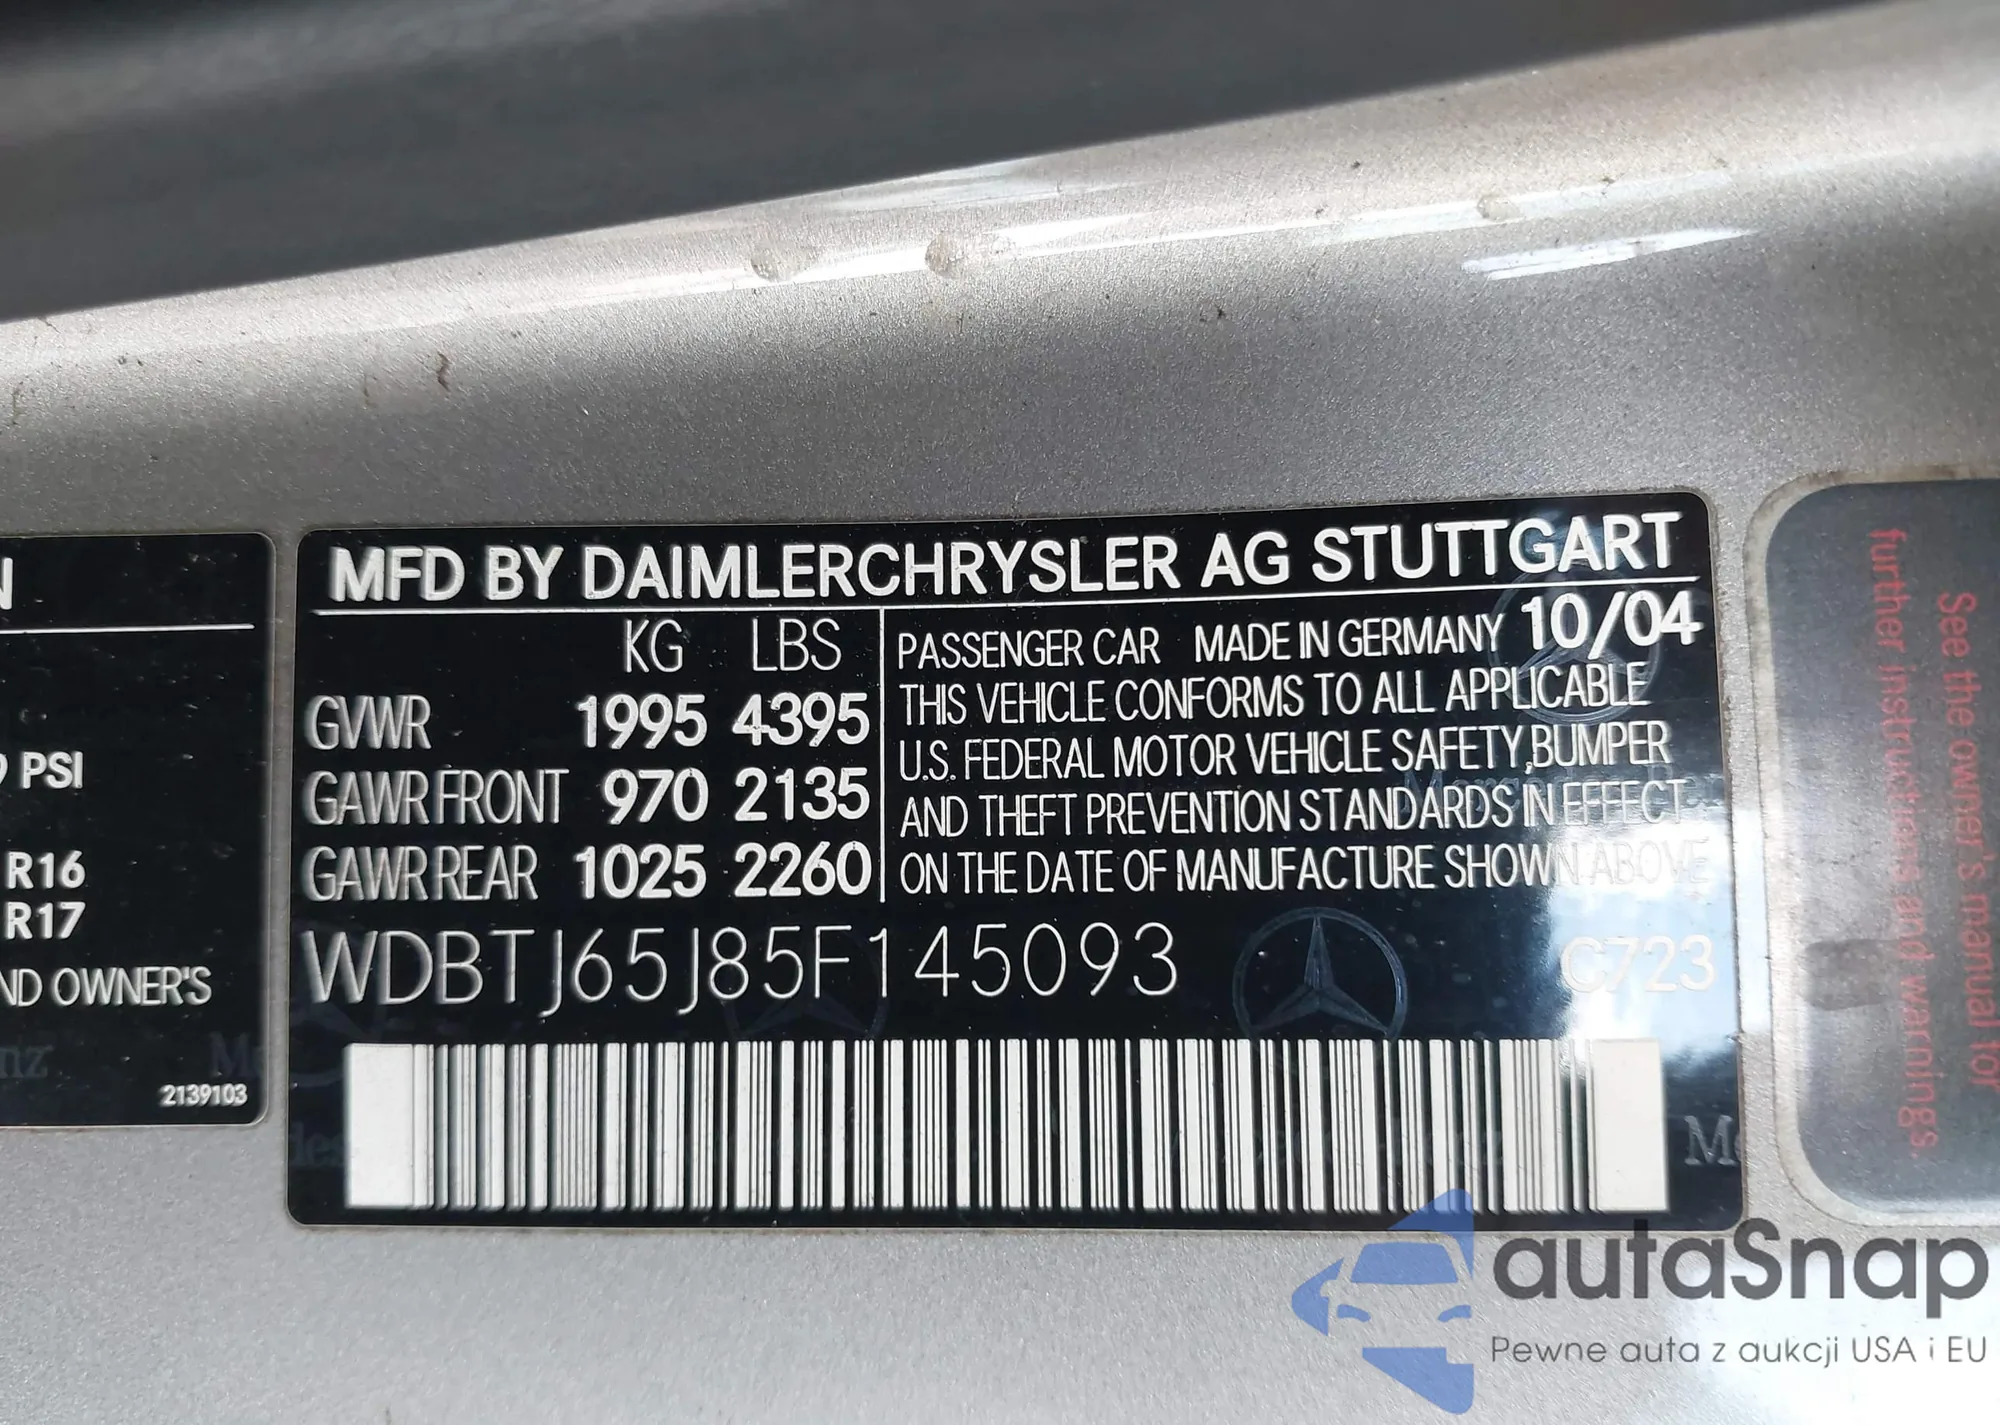 N
9 PSI
R16
R17
ND OWNER'S
2139103
MFD BY DAIMLERCHRYSLER AG STUTTGART
KG LBS
GVWR 1995 4395
GAWR FRONT 970 2135
GAWR REAR 1025 2260
PASSENGER CAR MADE IN GERMANY 10/04
THIS VEHICLE CONFORMS TO ALL APPLICABLE
U.S. FEDERAL MOTOR VEHICLE SAFETY, BUMPER
AND THEFT PREVENTION STANDARDS IN EFFECT
ON THE DATE OF MANUFACTURE SHOWN ABOVE
WDBTJ65J85F145093
C723
See the owner's manual for
further instructions and warnings.
autaSnap
Pewne auta z aukcji USA i EU